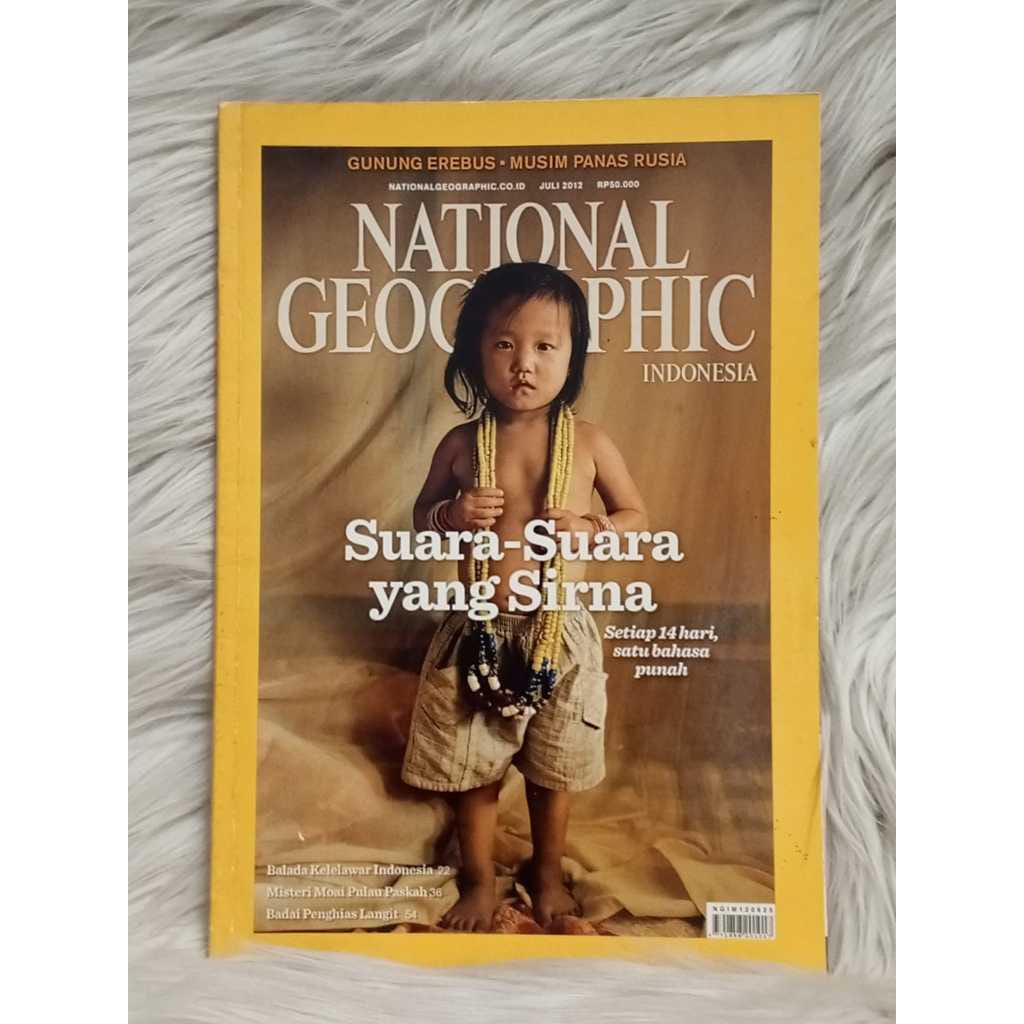 GUNUNG EREBUS ▪ MUSIM PANAS RUSIA
NATIONALGEOGRAPHIC.CO.ID JULI 2012 RP50.000
NATIONAL
GEOGRAPHIC
INDONESIA
Suara-Suara
yang Sirna
Setiap 14 hari,
satu bahasa
punah
Balada Kelelawar Indonesia 22
Misteri Moai Pulau Paskah 36
Badai Penghias Langit 54